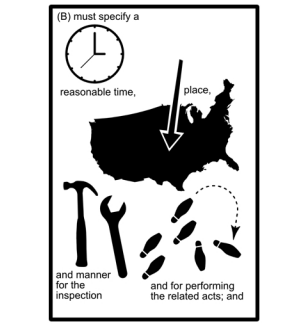 (B) must specify a
reasonable time,
place,
and manner
for the
inspection
and for performing
the related acts; and